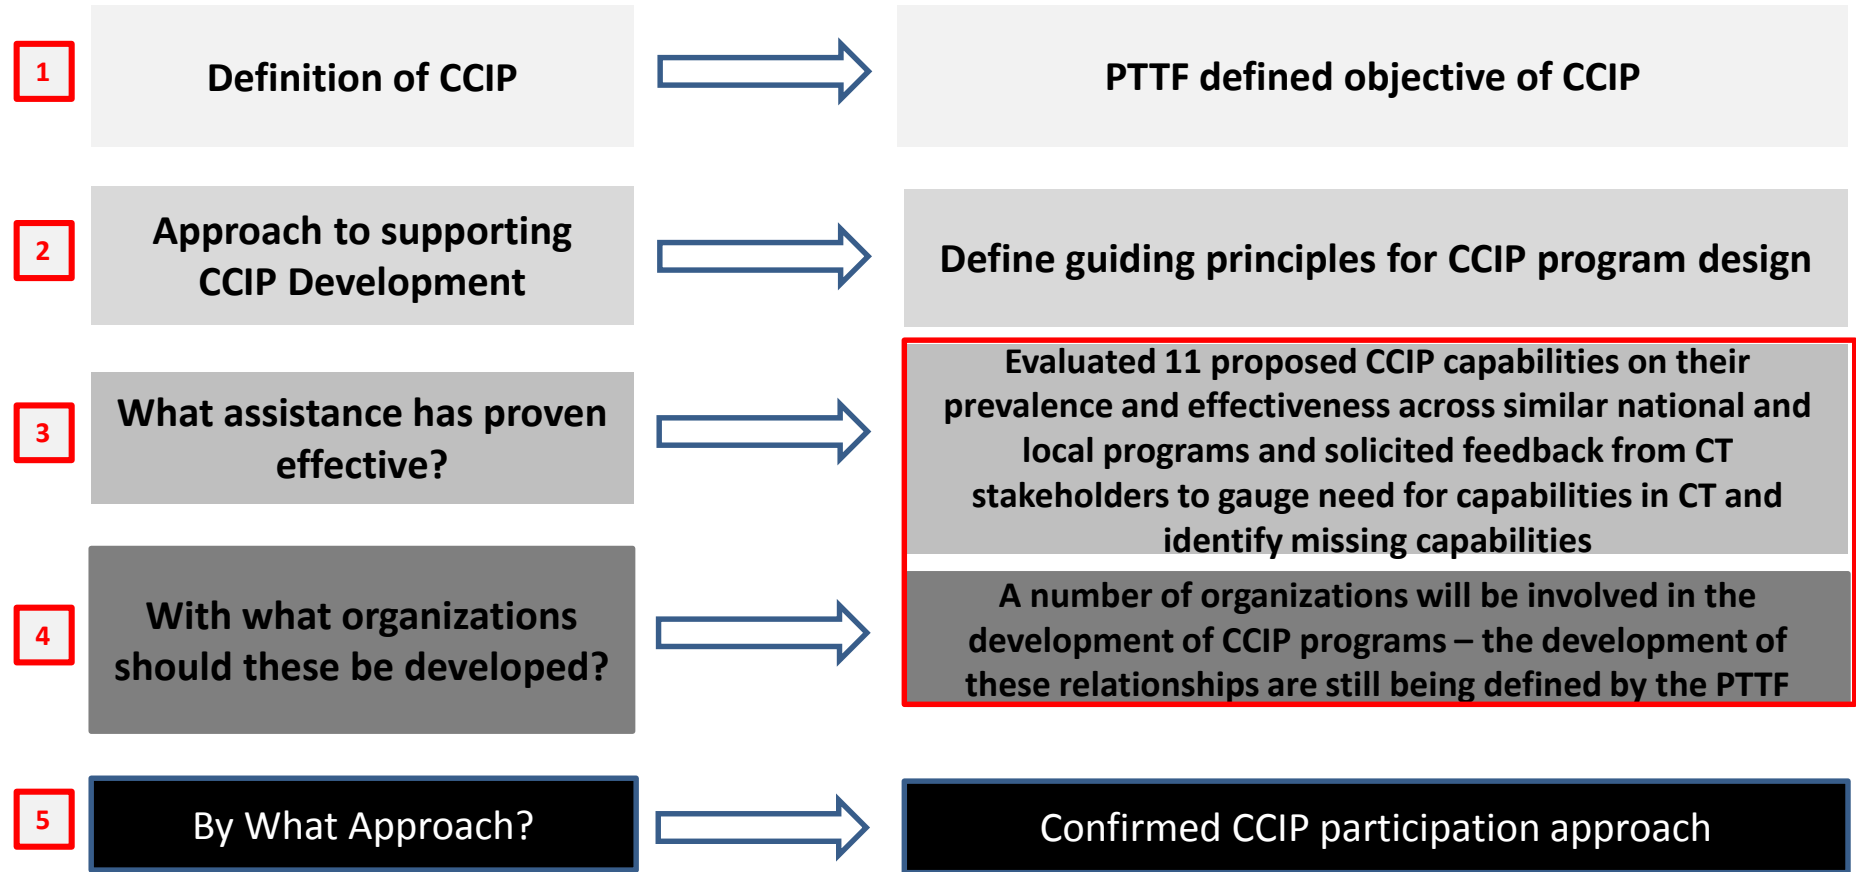 1
Definition of CCIP
PTTF defined objective of CCIP
2
Approach to supporting
CCIP Development
Define guiding principles for CCIP program design
3
What assistance has proven
effective?
Evaluated 11 proposed CCIP capabilities on their
prevalence and effectiveness across similar national and
local programs and solicited feedback from CT
stakeholders to gauge need for capabilities in CT and
identify missing capabilities
4
With what organizations
should these be developed?
A number of organizations will be involved in the
development of CCIP programs – the development of
these relationships are still being defined by the PTTF
5
By What Approach?
Confirmed CCIP participation approach